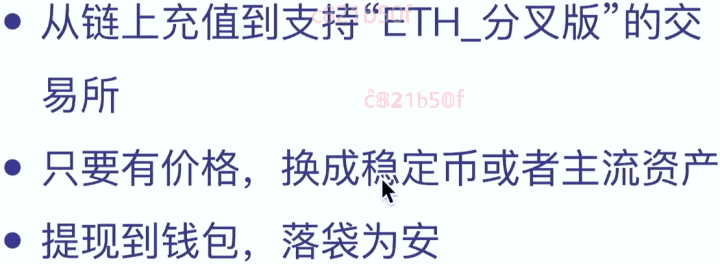 • 从链上充值到支持“ETH_分叉版”的交
易所
• 只要有价格，换成稳定币或者主流资产
• 提现到钱包，落袋为安